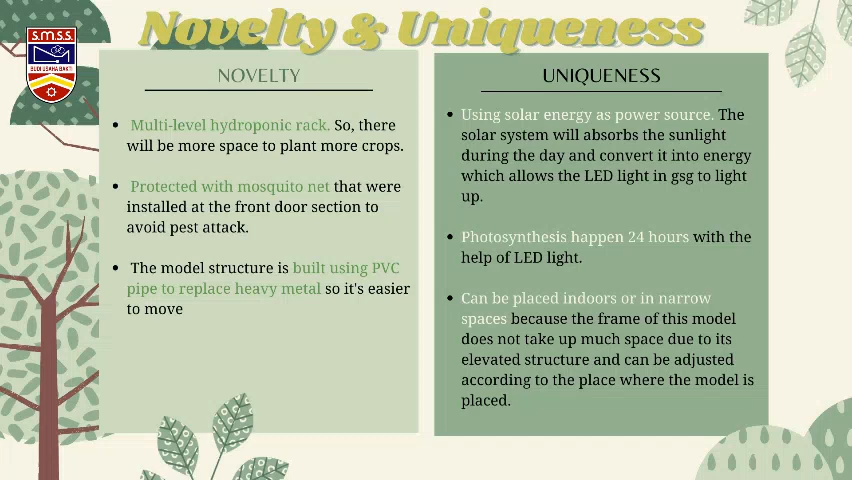 Novelty & Uniqueness
S.M.S.S.
BUDI USAHA BAKTI
NOVELTY
Multi-level hydroponic rack. So, there
will be more space to plant more crops.
Protected with mosquito net that were
installed at the front door section to
avoid pest attack.
The model structure is built using PVC
pipe to replace heavy metal so it's easier
to move
UNIQUENESS
Using solar energy as power source. The
solar system will absorbs the sunlight
during the day and convert it into energy
which allows the LED light in gsg to light
up.
Photosynthesis happen 24 hours with the
help of LED light.
Can be placed indoors or in narrow
spaces because the frame of this model
does not take up much space due to its
elevated structure and can be adjusted
according to the place where the model is
placed.